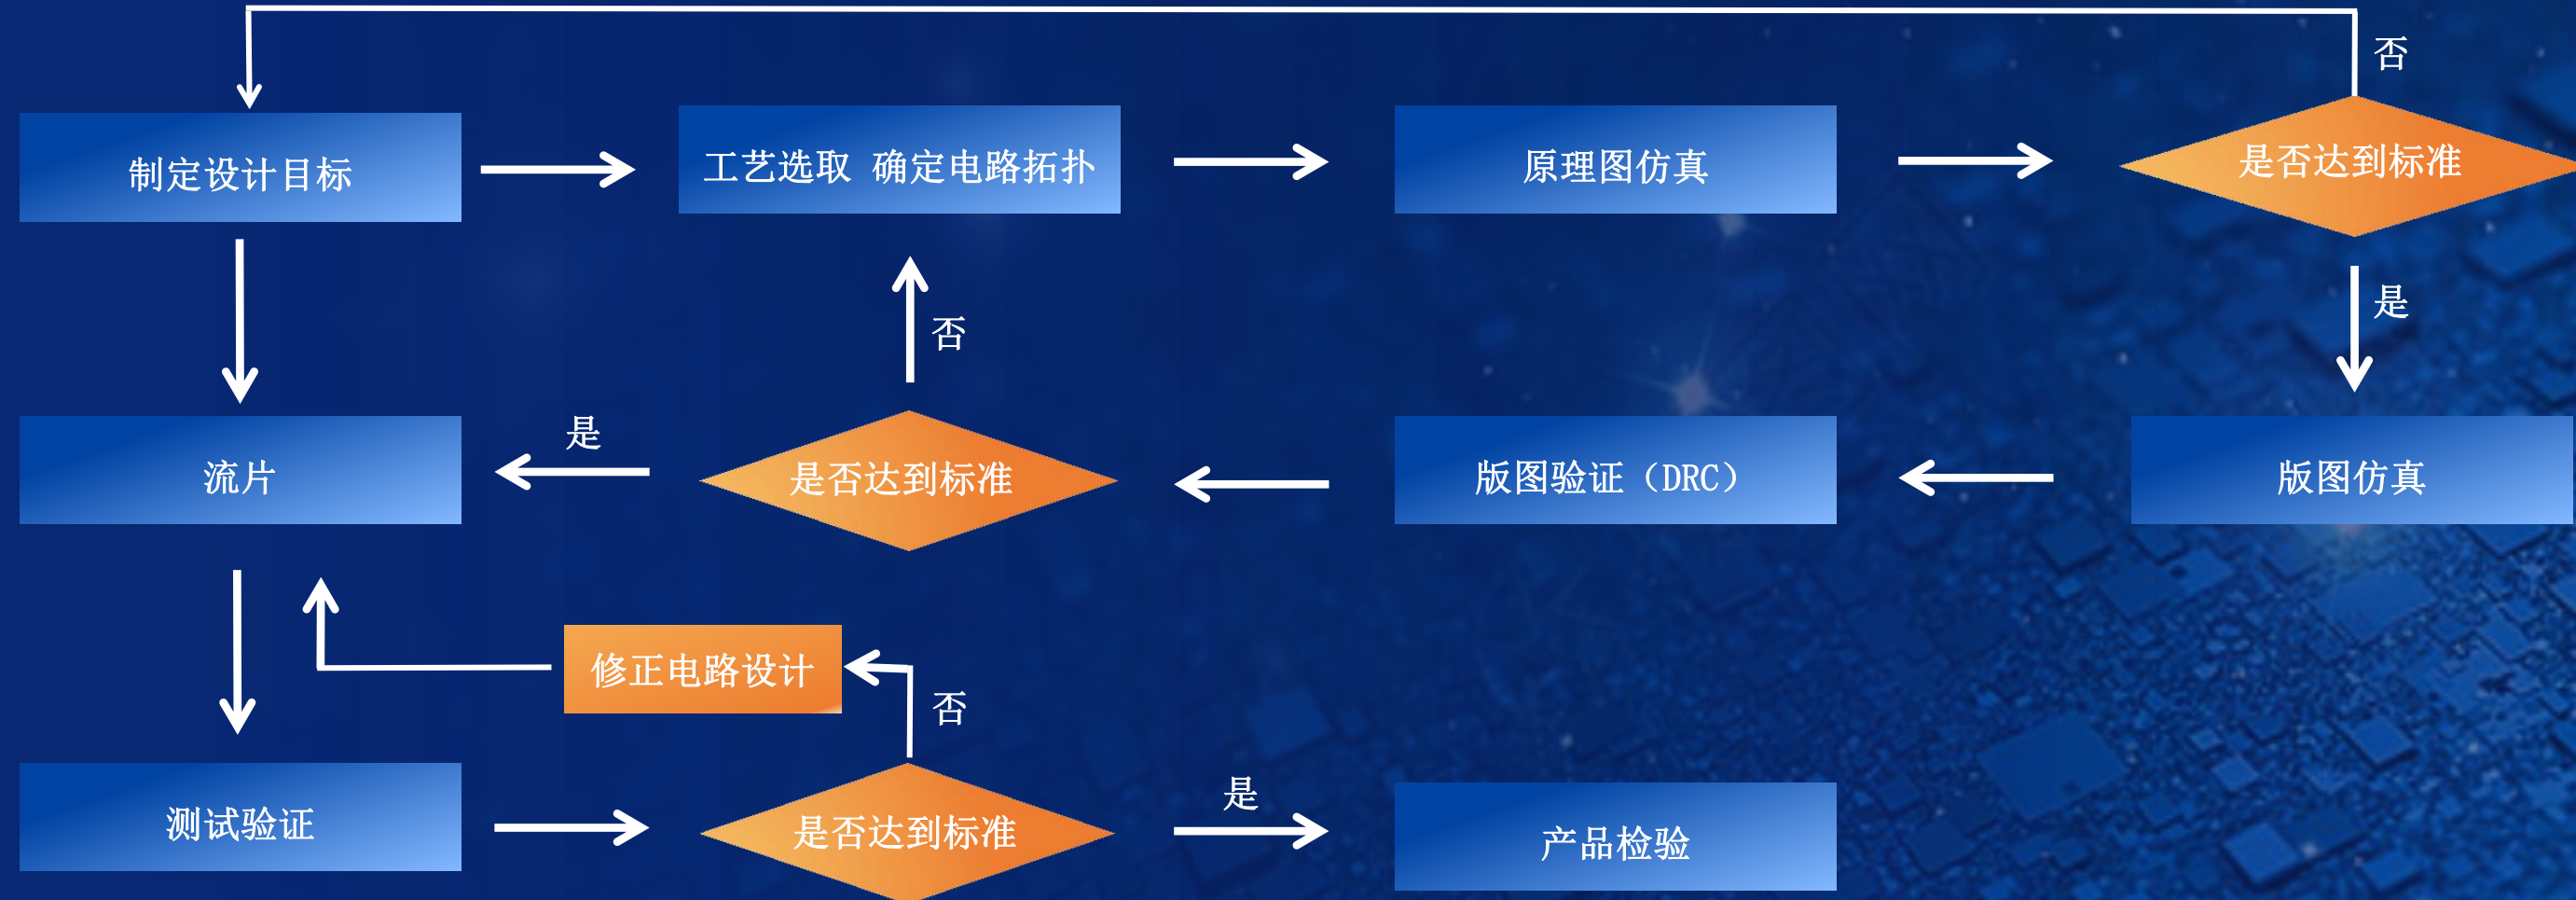 否
制定设计目标
工艺选取 确定电路拓扑
原理图仿真
是否达到标准
是
否
流片
是
是否达到标准
版图验证（DRC）
版图仿真
修正电路设计
否
测试验证
是否达到标准
是
产品检验